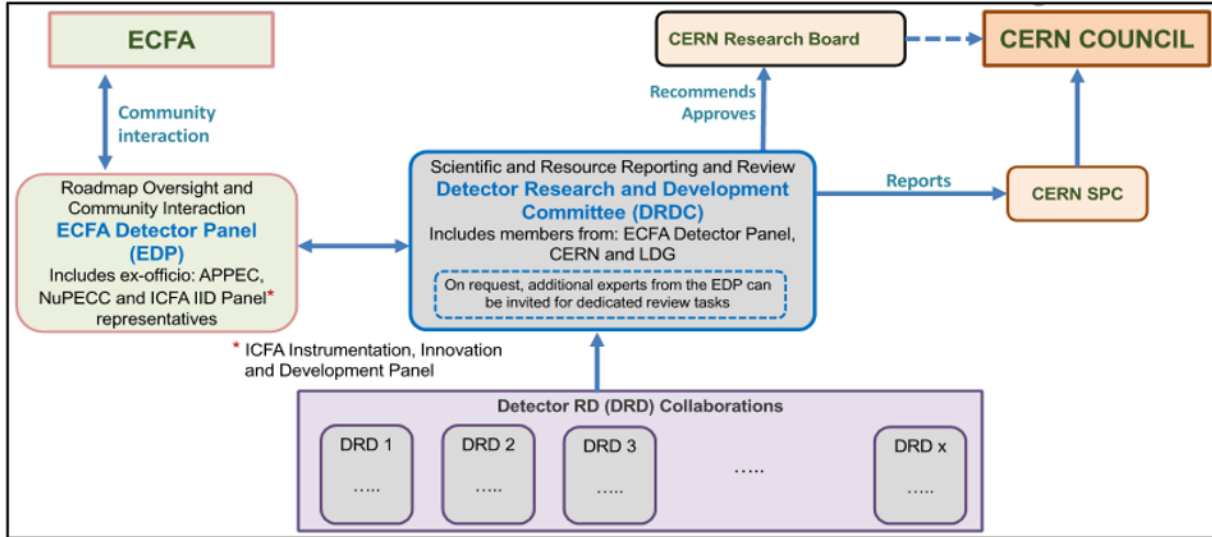 ECFA
CERN Research Board
CERN COUNCIL
Community
interaction
Recommends
Approves
Roadmap Oversight and
Community Interaction
ECFA Detector Panel
(EDP)
Includes ex-officio: APPEC,
NuPECC and ICFA IID Panel*
representatives
Scientific and Resource Reporting and Review
Detector Research and Development
Committee (DRDC)
Includes members from: ECFA Detector Panel,
CERN and LDG
On request, additional experts from the EDP can
be invited for dedicated review tasks
Reports
CERN SPC
* ICFA Instrumentation, Innovation
and Development Panel
Detector RD (DRD) Collaborations
DRD 1
.....
DRD 2
.....
DRD 3
.....
.....
DRD x
.....